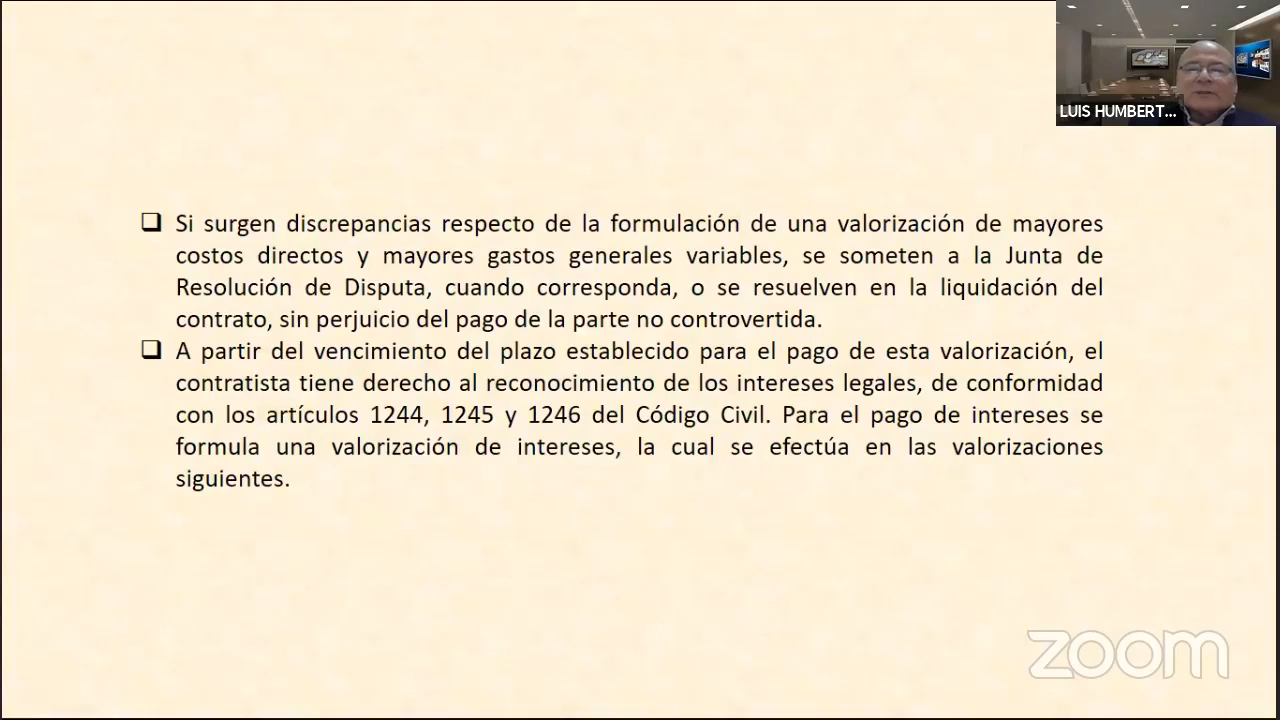 LUIS HUMBERT...
❑ Si surgen discrepancias respecto de la formulación de una valorización de mayores
costos directos y mayores gastos generales variables, se someten a la Junta de
Resolución de Disputa, cuando corresponda, o se resuelven en la liquidación del
contrato, sin perjuicio del pago de la parte no controvertida.
❑ A partir del vencimiento del plazo establecido para el pago de esta valorización, el
contratista tiene derecho al reconocimiento de los intereses legales, de conformidad
con los artículos 1244, 1245 y 1246 del Código Civil. Para el pago de intereses se
formula una valorización de intereses, la cual se efectúa en las valorizaciones
siguientes.
zoom